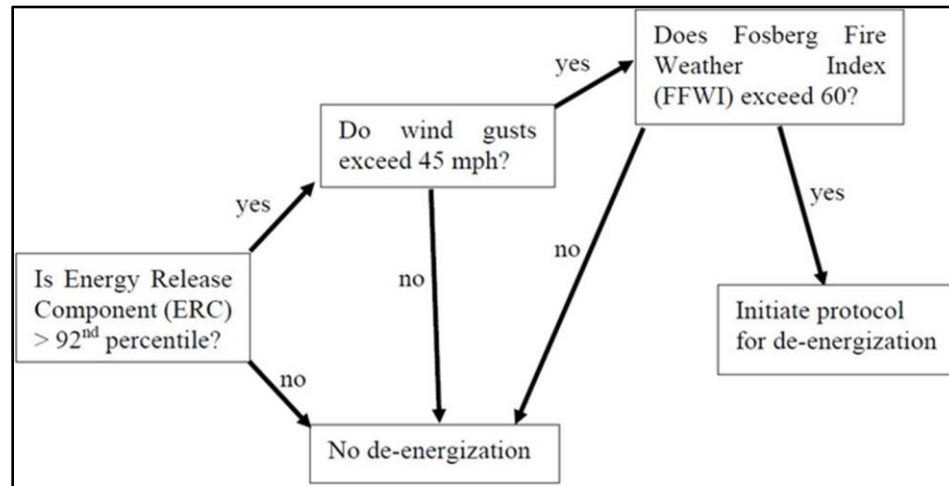 Does Fosberg Fire
Weather Index
(FFWI) exceed 60?
yes
Do wind gusts
exceed 45 mph?
yes
yes
no
no
Is Energy Release
Component (ERC)
> 92nd percentile?
Initiate protocol
for de-energization
no
No de-energization